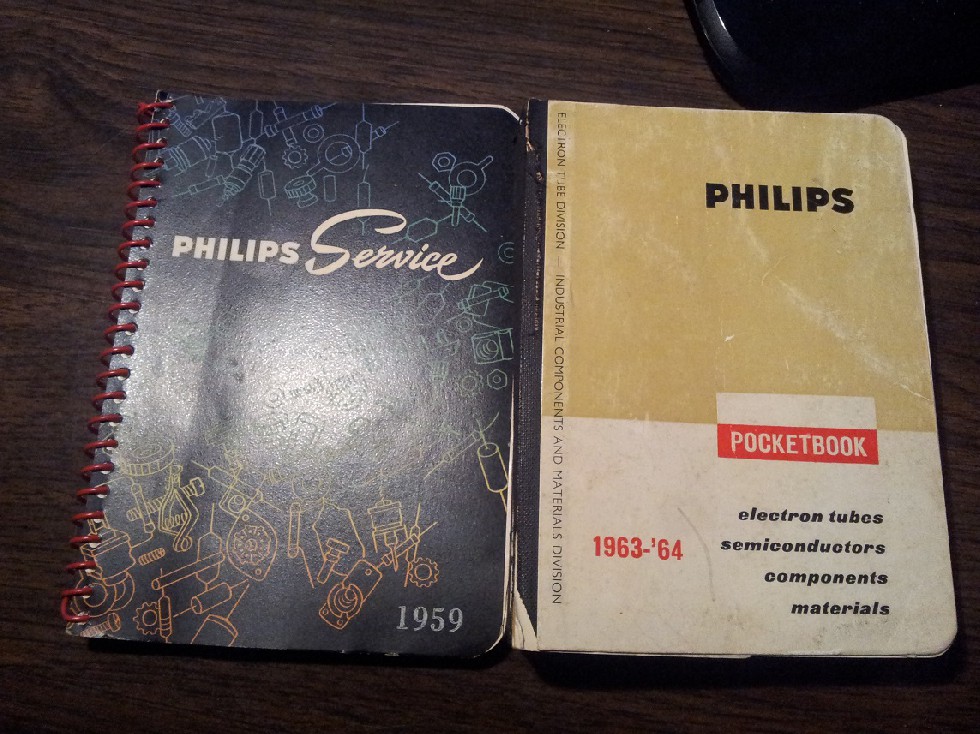 PHILIPS Service
1959
ELECTRON TUBE DIVISION — INDUSTRIAL COMPONENTS AND MATERIALS DIVISION
PHILIPS
POCKETBOOK
1963-'64
electron tubes
semiconductors
components
materials